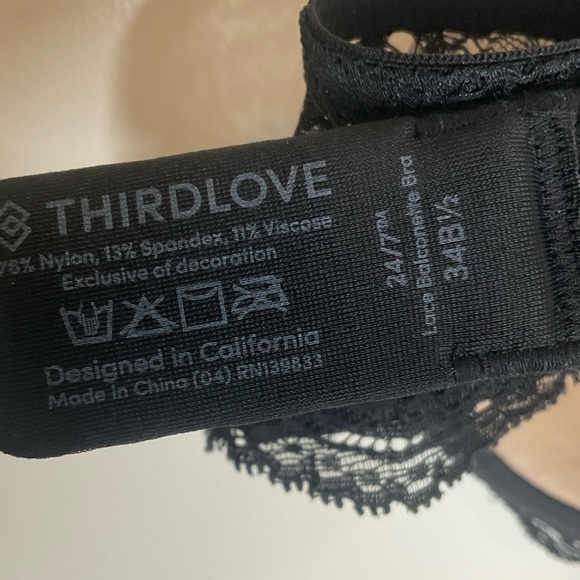 THIRDLOVE
76% Nylon, 13% Spandex, 11% Viscose
Exclusive of decoration
Designed in California
Made in China (04) RN139833
24/7™
Lace Balconette Bra
34B½